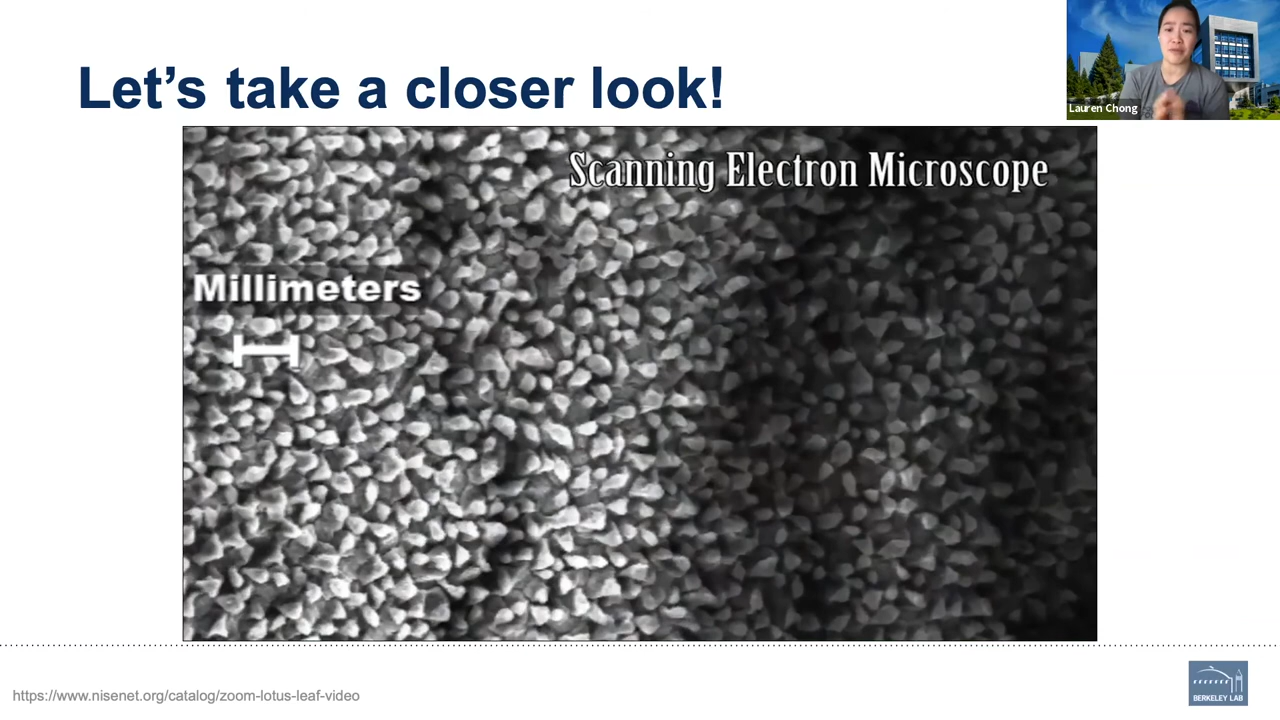 Let's take a closer look!
Lauren Chong
Scanning Electron Microscope
Millimeters
https://www.nisenet.org/catalog/zoom-lotus-leaf-video
BERKELEY LAB